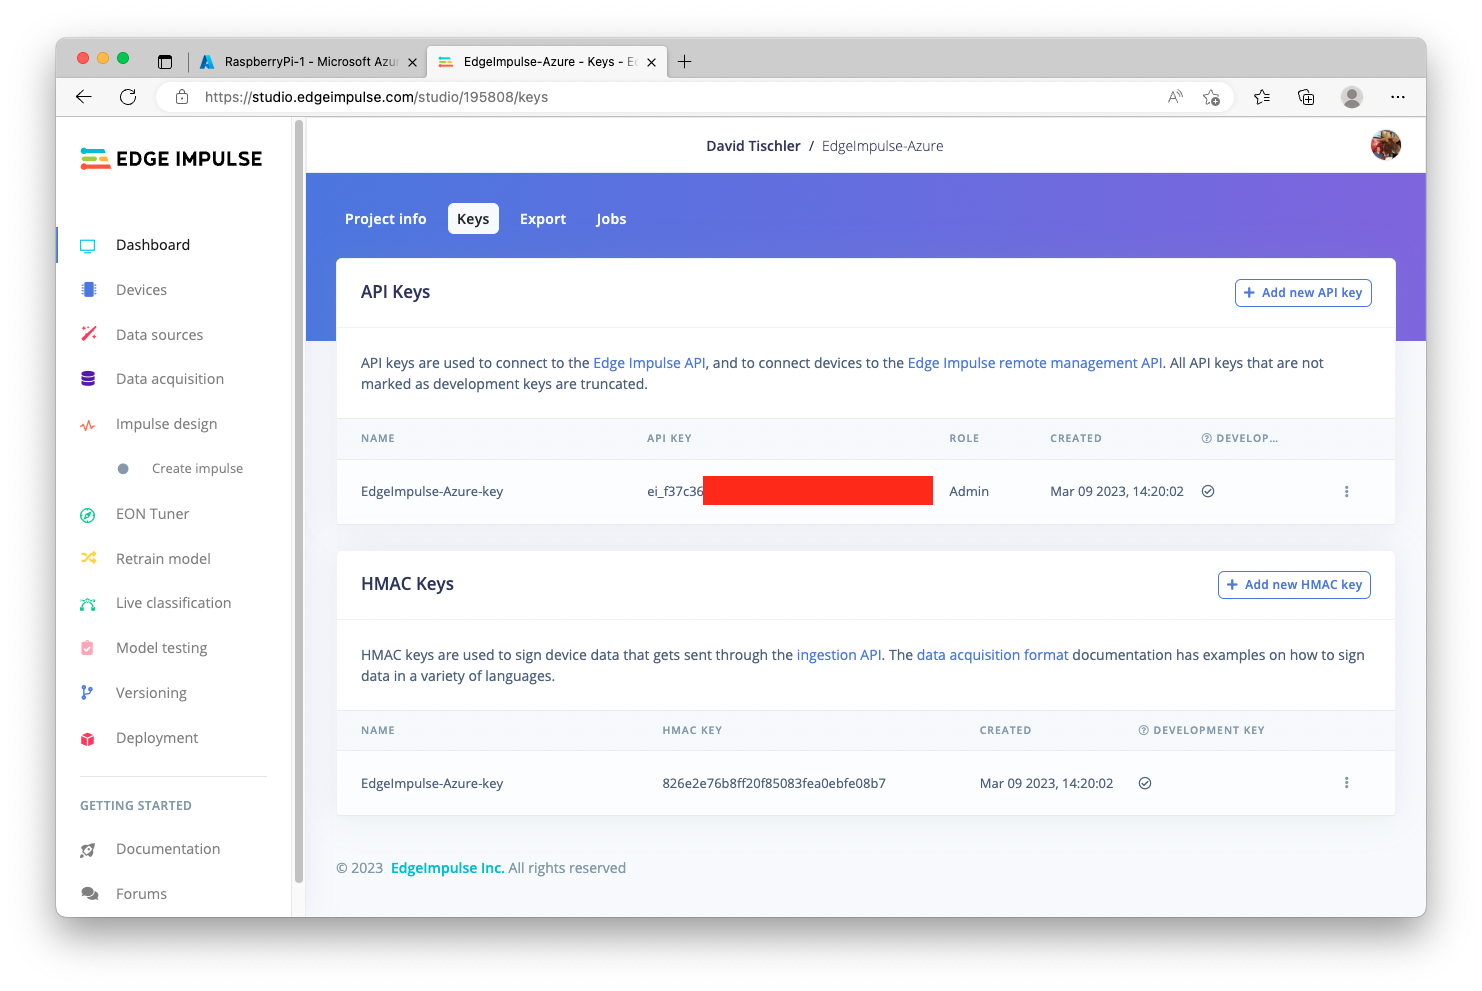 RaspberryPi-1 - Microsoft Azu
EdgeImpulse-Azure - Keys - Ed
https://studio.edgeimpulse.com/studio/195808/keys
EDGE IMPULSE
David Tischler / EdgeImpulse-Azure
Project info Keys Export Jobs
Dashboard
Devices
Data sources
Data acquisition
Impulse design
Create impulse
EON Tuner
Retrain model
Live classification
Model testing
Versioning
Deployment
GETTING STARTED
Documentation
Forums
API Keys
+ Add new API key
API keys are used to connect to the Edge Impulse API, and to connect devices to the Edge Impulse remote management API. All API keys that are not
marked as development keys are truncated.
NAME API KEY ROLE CREATED DEVELOP...
EdgeImpulse-Azure-key ei_f37c36 Admin Mar 09 2023, 14:20:02
HMAC Keys
+ Add new HMAC key
HMAC keys are used to sign device data that gets sent through the ingestion API. The data acquisition format documentation has examples on how to sign
data in a variety of languages.
NAME HMAC KEY CREATED DEVELOPMENT KEY
EdgeImpulse-Azure-key 826e2e76b8ff20f85083fea0ebfe08b7 Mar 09 2023, 14:20:02
© 2023 EdgeImpulse Inc. All rights reserved